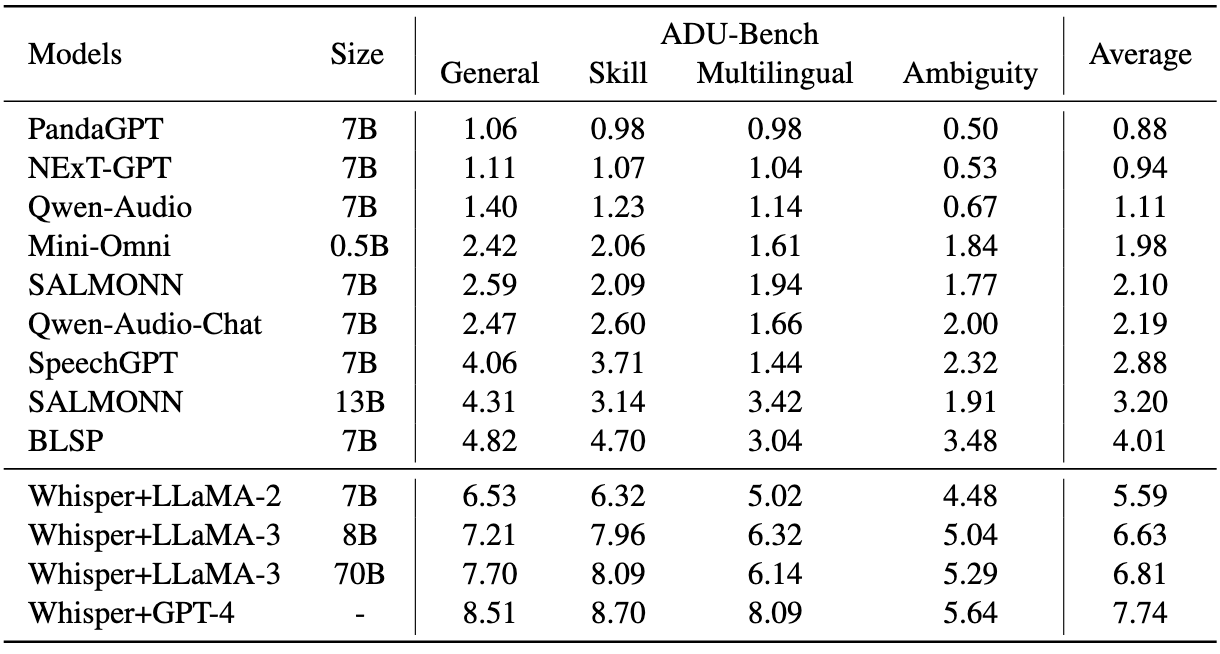 Models Size ADU-Bench Average
General Skill Multilingual Ambiguity
PandaGPT 7B 1.06 0.98 0.98 0.50 0.88
NExT-GPT 7B 1.11 1.07 1.04 0.53 0.94
Qwen-Audio 7B 1.40 1.23 1.14 0.67 1.11
Mini-Omni 0.5B 2.42 2.06 1.61 1.84 1.98
SALMONN 7B 2.59 2.09 1.94 1.77 2.10
Qwen-Audio-Chat 7B 2.47 2.60 1.66 2.00 2.19
SpeechGPT 7B 4.06 3.71 1.44 2.32 2.88
SALMONN 13B 4.31 3.14 3.42 1.91 3.20
BLSP 7B 4.82 4.70 3.04 3.48 4.01
Whisper+LLaMA-2 7B 6.53 6.32 5.02 4.48 5.59
Whisper+LLaMA-3 8B 7.21 7.96 6.32 5.04 6.63
Whisper+LLaMA-3 70B 7.70 8.09 6.14 5.29 6.81
Whisper+GPT-4 - 8.51 8.70 8.09 5.64 7.74